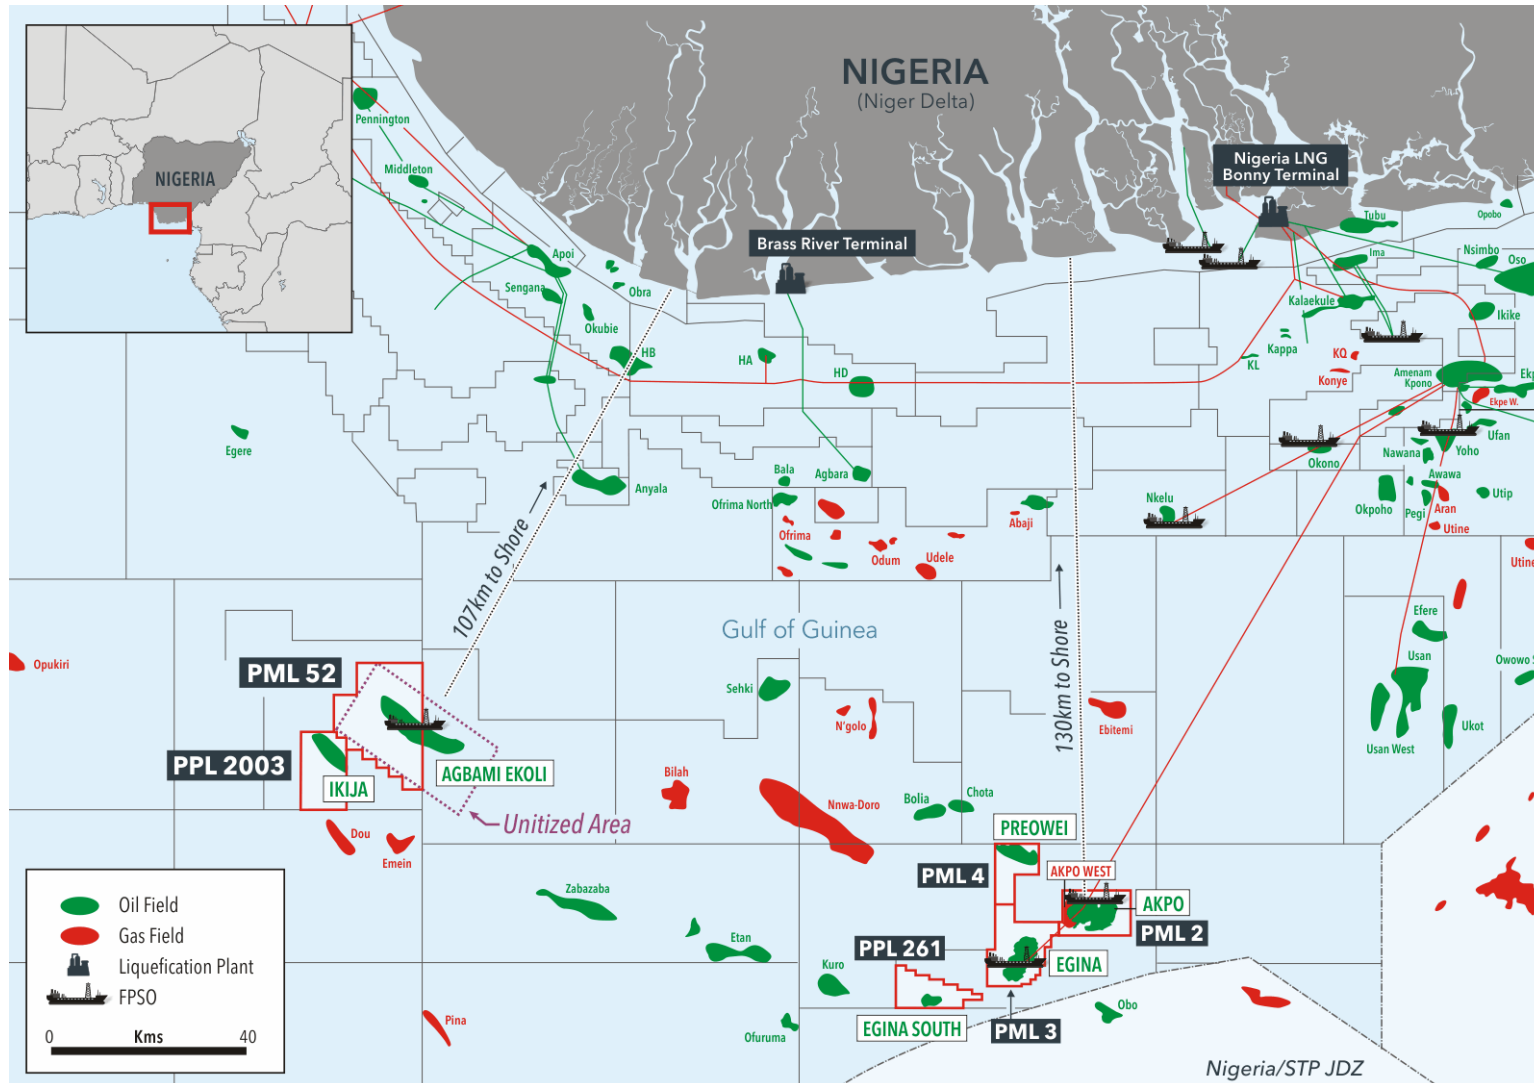 NIGERIA
(Niger Delta)
NIGERIA
Pennington
Middleton
Nigeria LNG
Bonny Terminal
Brass River Terminal
Tubu
Opobo
Apoi
Ima
Nsimbo
Oso
Sengana
Obra
Okubie
Kalaekule
Ikike
HB
HA
HD
Kappa
KL
KQ
Konye
Amenam
Kpono
Ekp
Ekpe W.
Egere
Ufan
Yoho
Okono
Nawana
Anyala
Bala
Agbara
Awawa
Ofrima North
Nkelu
Okpoho
Pegi
Aran
Utip
Abaji
Utine
Ofrima
Odum
Udele
Utine
107km to Shore
130km to Shore
Gulf of Guinea
Efere
Usan
Owowo S
Opukiri
PML 52
Sehki
N'golo
Ebitemi
Ukot
Usan West
PPL 2003
IKIJA
AGBAMI EKOLI
Bilah
Nnwa-Doro
Bolia
Chota
Unitized Area
Dou
Emein
PREOWEI
PML 4
AKPO WEST
AKPO
PML 2
Zabazaba
Etan
PPL 261
EGINA
Kuro
EGINA SOUTH
PML 3
Obo
Pina
Ofuruma
Nigeria/STP JDZ
Oil Field
Gas Field
Liquefication Plant
FPSO
0 Kms 40